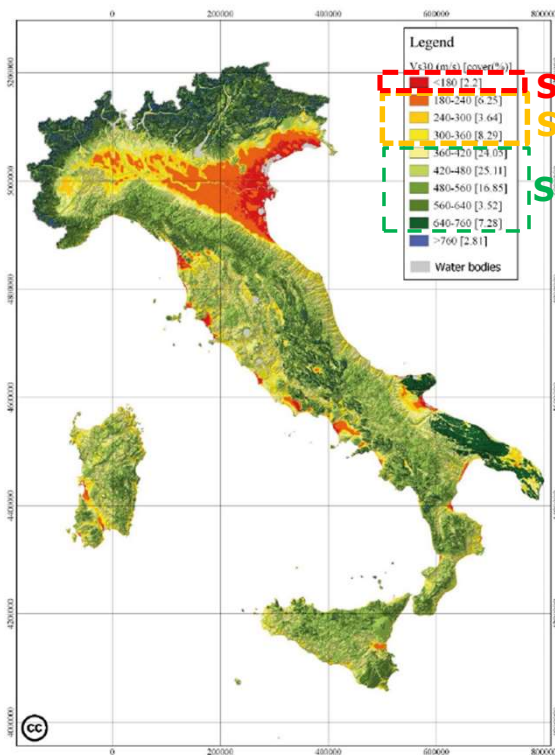 0 200000 400000 600000 800000
Legend
Vs30 (m/s) [cover(%)]
<180 [2.2]
180-240 [6.25]
240-300 [3.64]
300-360 [8.29]
360-420 [24.05]
420-480 [25.11]
480-560 [16.85]
560-640 [3.52]
640-760 [7.28]
>760 [2.81]
Water bodies
S
S
S
5200000
5000000
4800000
4600000
4400000
4200000
4000000
cc
0 200000 400000 600000 800000